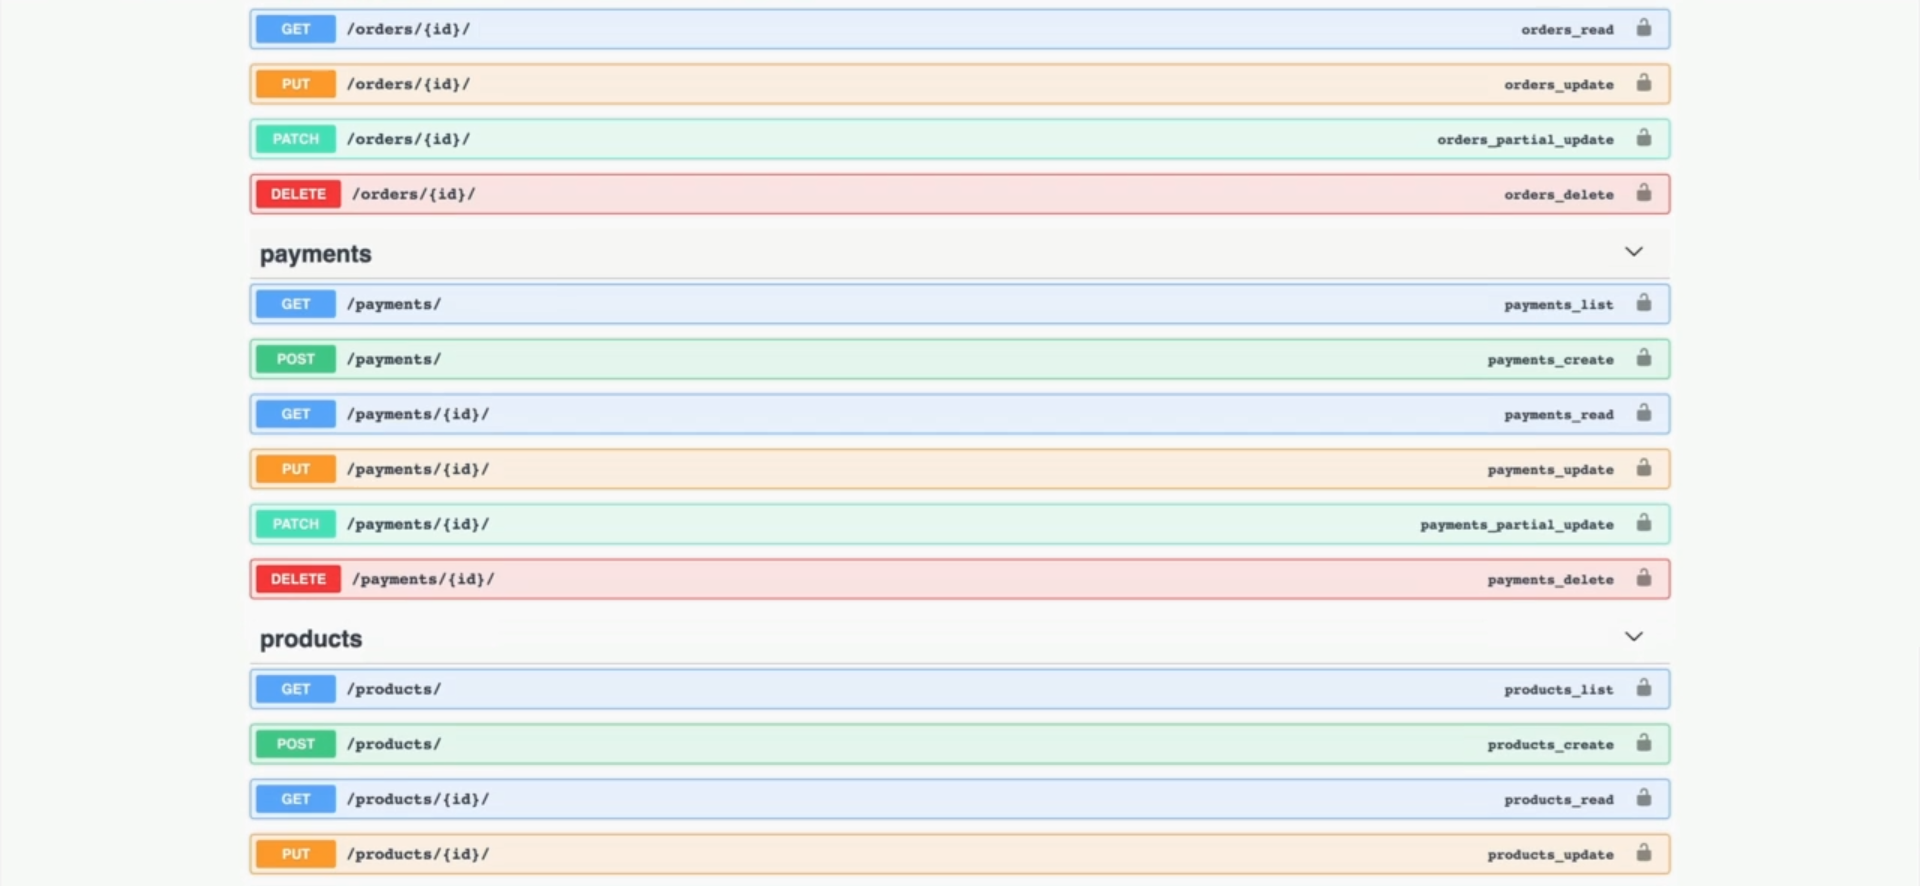 GET /orders/{id}/ orders_read
PUT /orders/{id}/ orders_update
PATCH /orders/{id}/ orders_partial_update
DELETE /orders/{id}/ orders_delete
payments
GET /payments/ payments_list
POST /payments/ payments_create
GET /payments/{id}/ payments_read
PUT /payments/{id}/ payments_update
PATCH /payments/{id}/ payments_partial_update
DELETE /payments/{id}/ payments_delete
products
GET /products/ products_list
POST /products/ products_create
GET /products/{id}/ products_read
PUT /products/{id}/ products_update